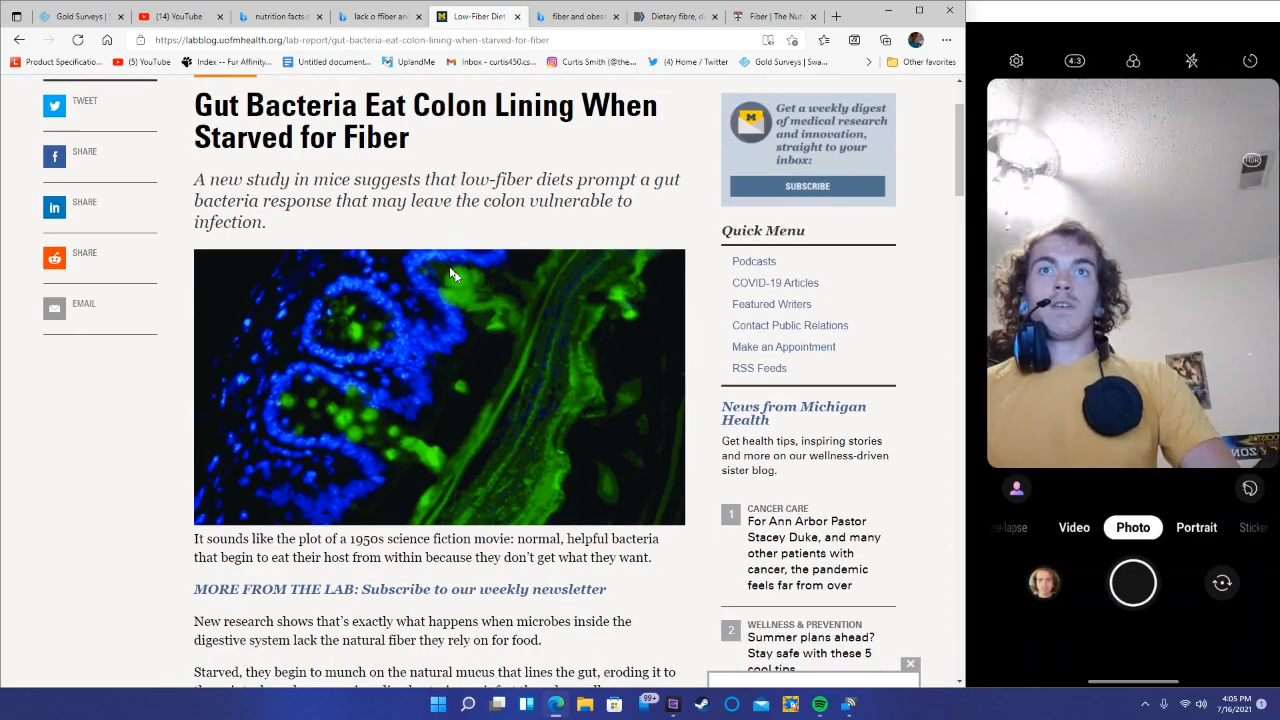 Gold Surveys | S
(14) YouTube
nutrition facts
lack o ffiber an
Low-Fiber Diet
fiber and obes
Dietary fibre, d
Fiber | The Nut
https://labblog.uofmhealth.org/lab-report/gut-bacteria-eat-colon-lining-when-starved-for-fiber
Product Specificatio...
(5) YouTube
Index -- Fur Affinity...
Untitled document...
UplandMe
Inbox - curtis450.cs...
Curtis Smith (@the...
(4) Home / Twitter
Gold Surveys | Swa...
Other favorites
TWEET
SHARE
SHARE
SHARE
EMAIL
Gut Bacteria Eat Colon Lining When
Starved for Fiber
A new study in mice suggests that low-fiber diets prompt a gut
bacteria response that may leave the colon vulnerable to
infection.
It sounds like the plot of a 1950s science fiction movie: normal, helpful bacteria
that begin to eat their host from within because they don't get what they want.
MORE FROM THE LAB: Subscribe to our weekly newsletter
New research shows that's exactly what happens when microbes inside the
digestive system lack the natural fiber they rely on for food.
Starved, they begin to munch on the natural mucus that lines the gut, eroding it to
Get a weekly digest
of medical research
and innovation,
straight to your
inbox:
SUBSCRIBE
Quick Menu
Podcasts
COVID-19 Articles
Featured Writers
Contact Public Relations
Make an Appointment
RSS Feeds
News from Michigan
Health
Get health tips, inspiring stories
and more on our wellness-driven
sister blog.
1
CANCER CARE
For Ann Arbor Pastor
Stacey Duke, and many
other patients with
cancer, the pandemic
feels far from over
2
WELLNESS & PREVENTION
Summer plans ahead?
Stay safe with these 5
cool tips
4:3
HDR
ZON
Video
Photo
Portrait
Sticke
99+
4:05 PM
7/16/2021